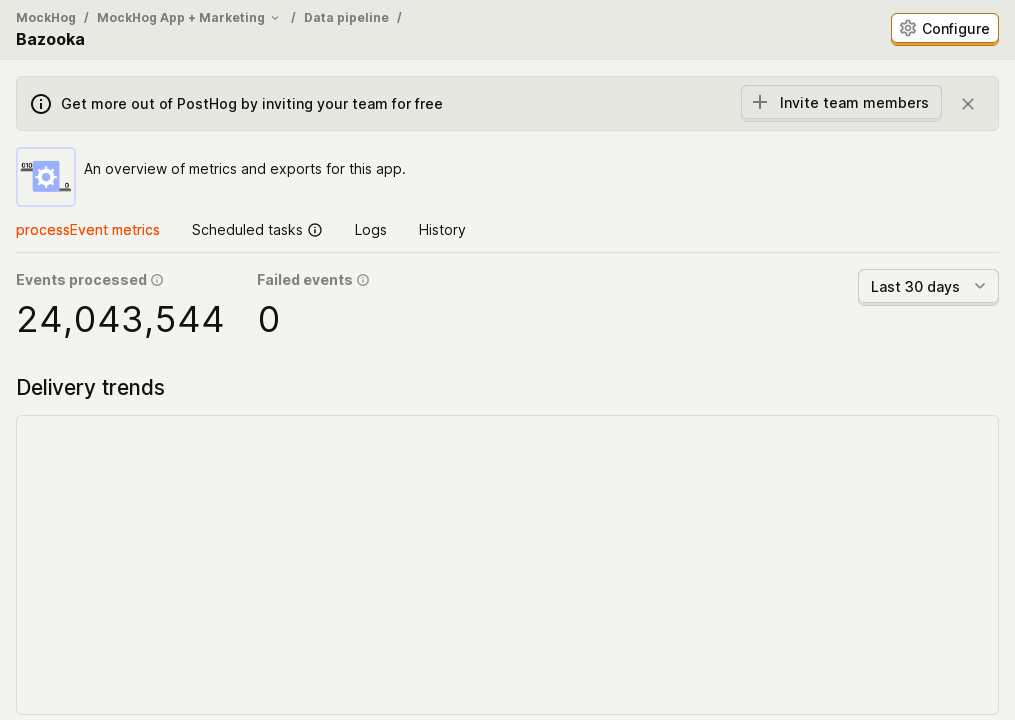 MockHog / MockHog App + Marketing / Data pipeline /
Bazooka
Configure
Get more out of PostHog by inviting your team for free
Invite team members
010
0
An overview of metrics and exports for this app.
processEvent metrics Scheduled tasks Logs History
Events processed Failed events
Last 30 days
24,043,544 0
Delivery trends